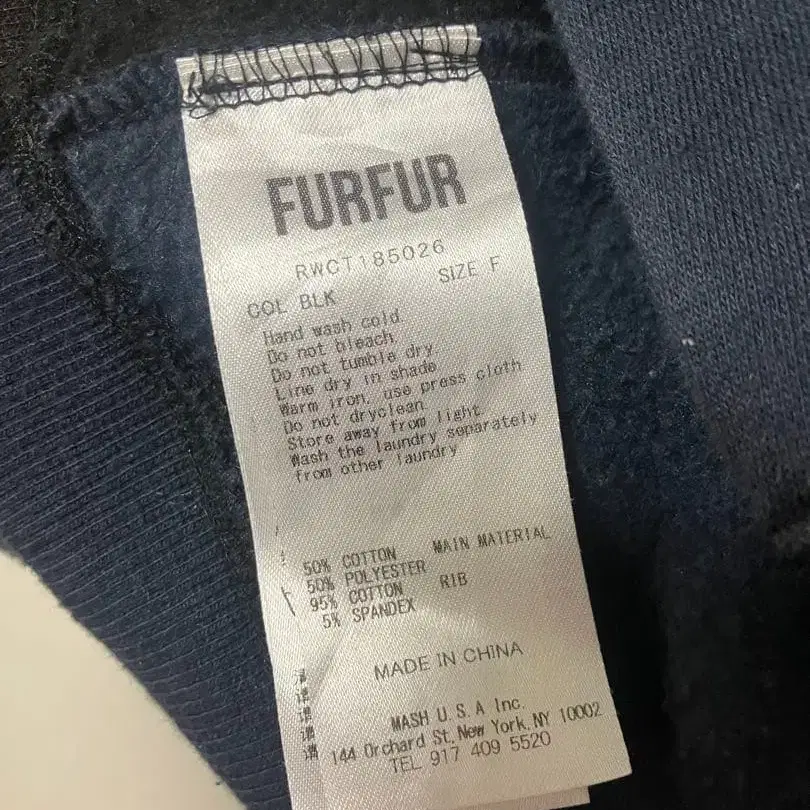 FURFUR
RWCT185026
COL BLK SIZE F
Hand wash cold.
Do not bleach.
Do not tumble dry.
Line dry in shade
Warm iron, use press cloth
Do not dryclean.
Store away from light.
Wash the laundry separately
from other laundry
50% COTTON MAIN MATERIAL
50% POLYESTER
95% COTTON RIB
5% SPANDEX
MADE IN CHINA
MASH U.S.A Inc.
144 Orchard St, New York, NY 10002
TEL 917 409 5520